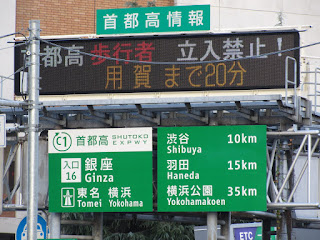 首都高情報
首都高 歩行者 立入禁止!
用賀まで20分
C1 首都高 SHUTOKO EXPWY
入口 16 銀座 Ginza
東名 横浜
Tomei Yokohama
渋谷 10km
Shibuya
羽田 15km
Haneda
横浜公園 35km
Yokohamakoen
ETC